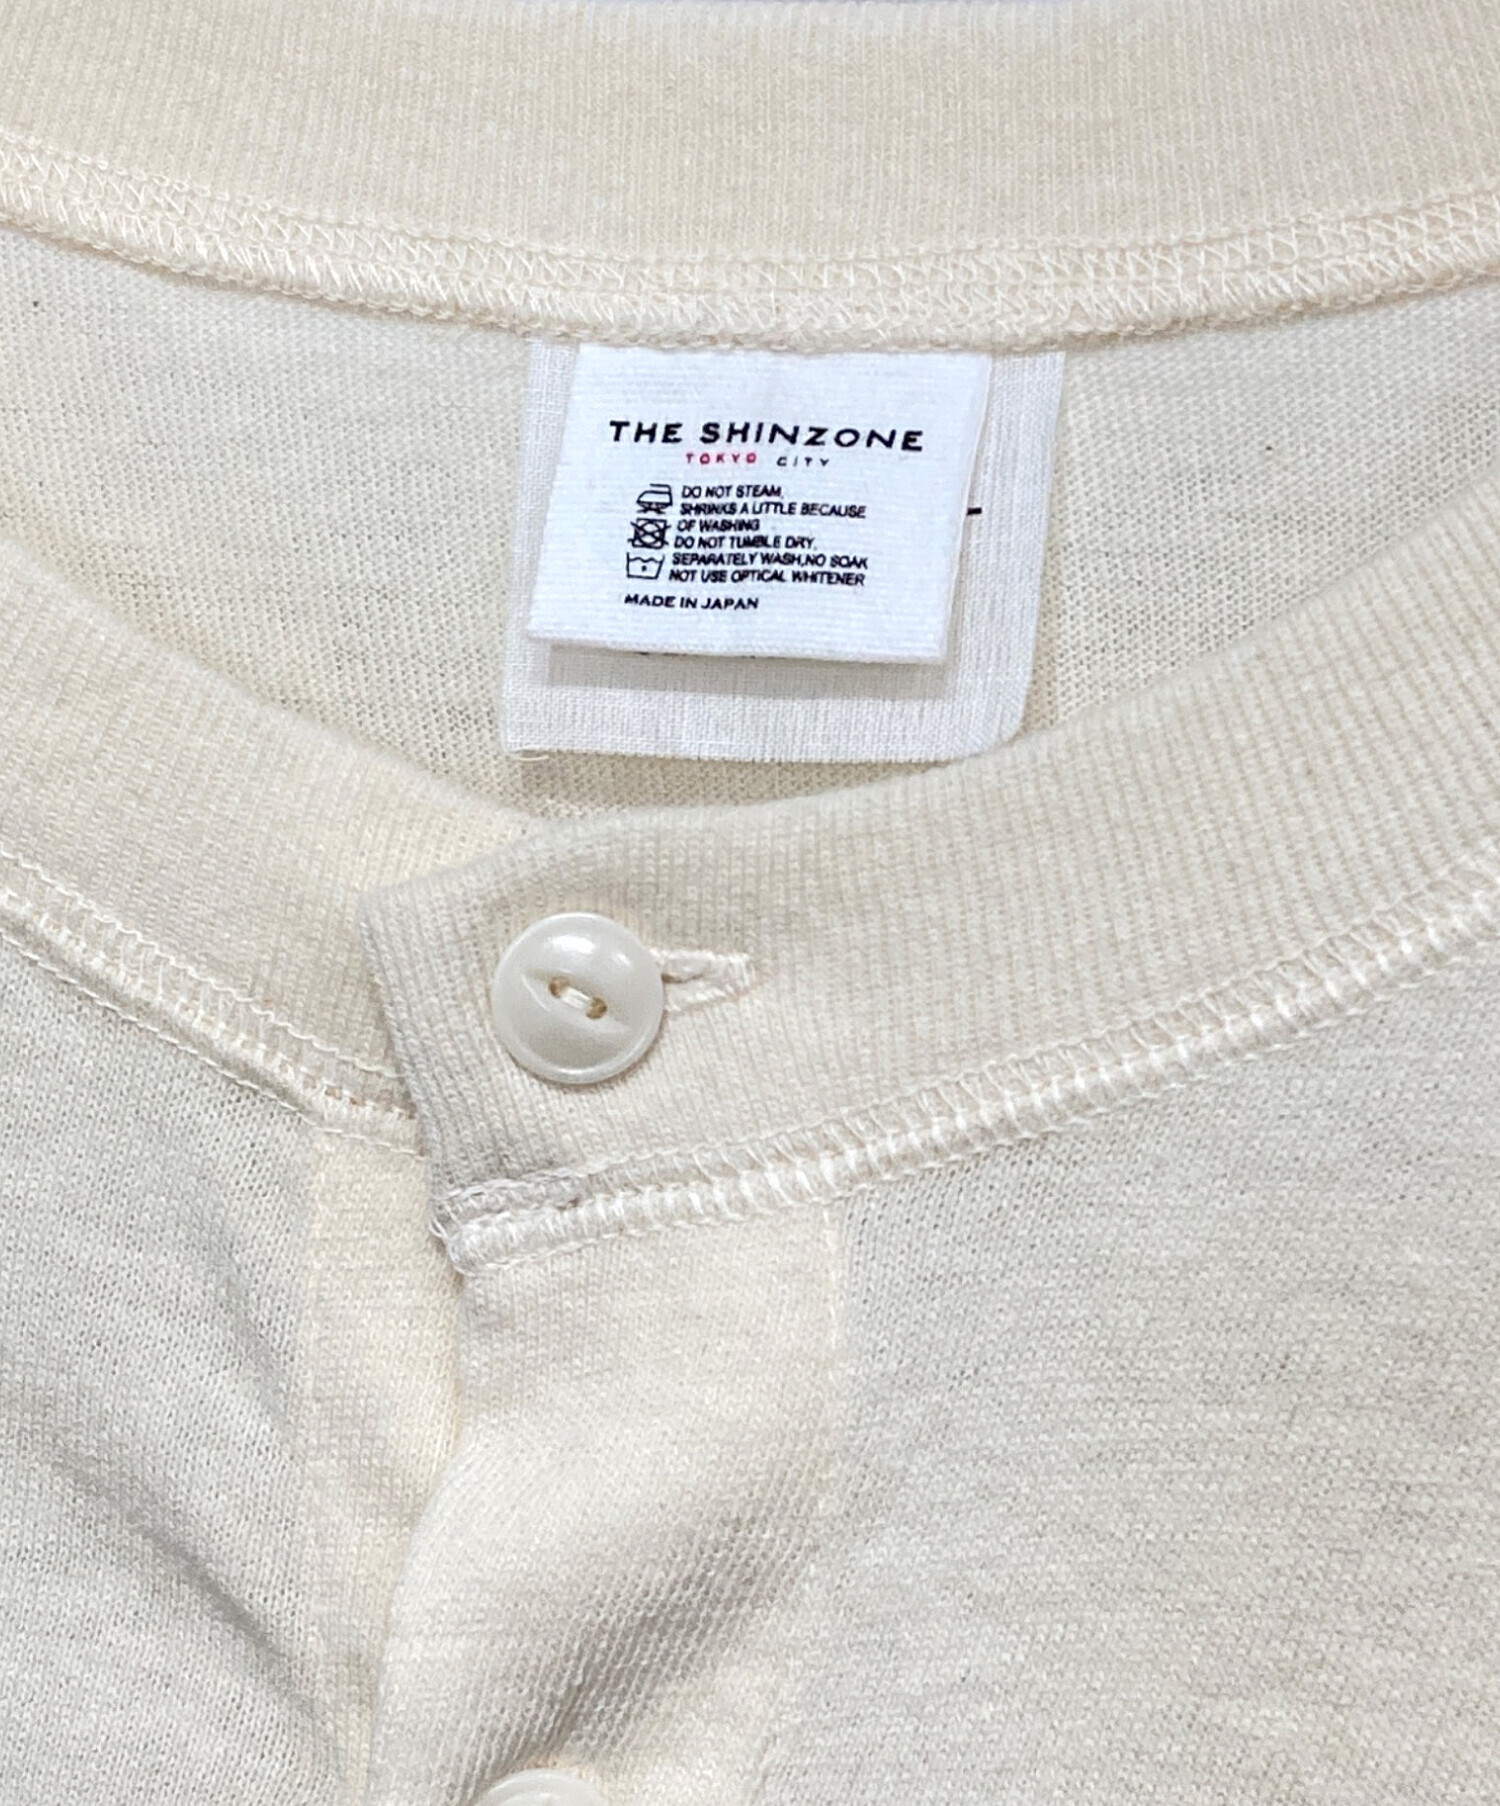 THE SHINZONE
TOKYO CITY
DO NOT STEAM,
SHRINKS A LITTLE BECAUSE
OF WASHING
DO NOT TUMBLE DRY,
SEPARATELY WASH,NO SOAK
NOT USE OPTICAL WHITENER
MADE IN JAPAN